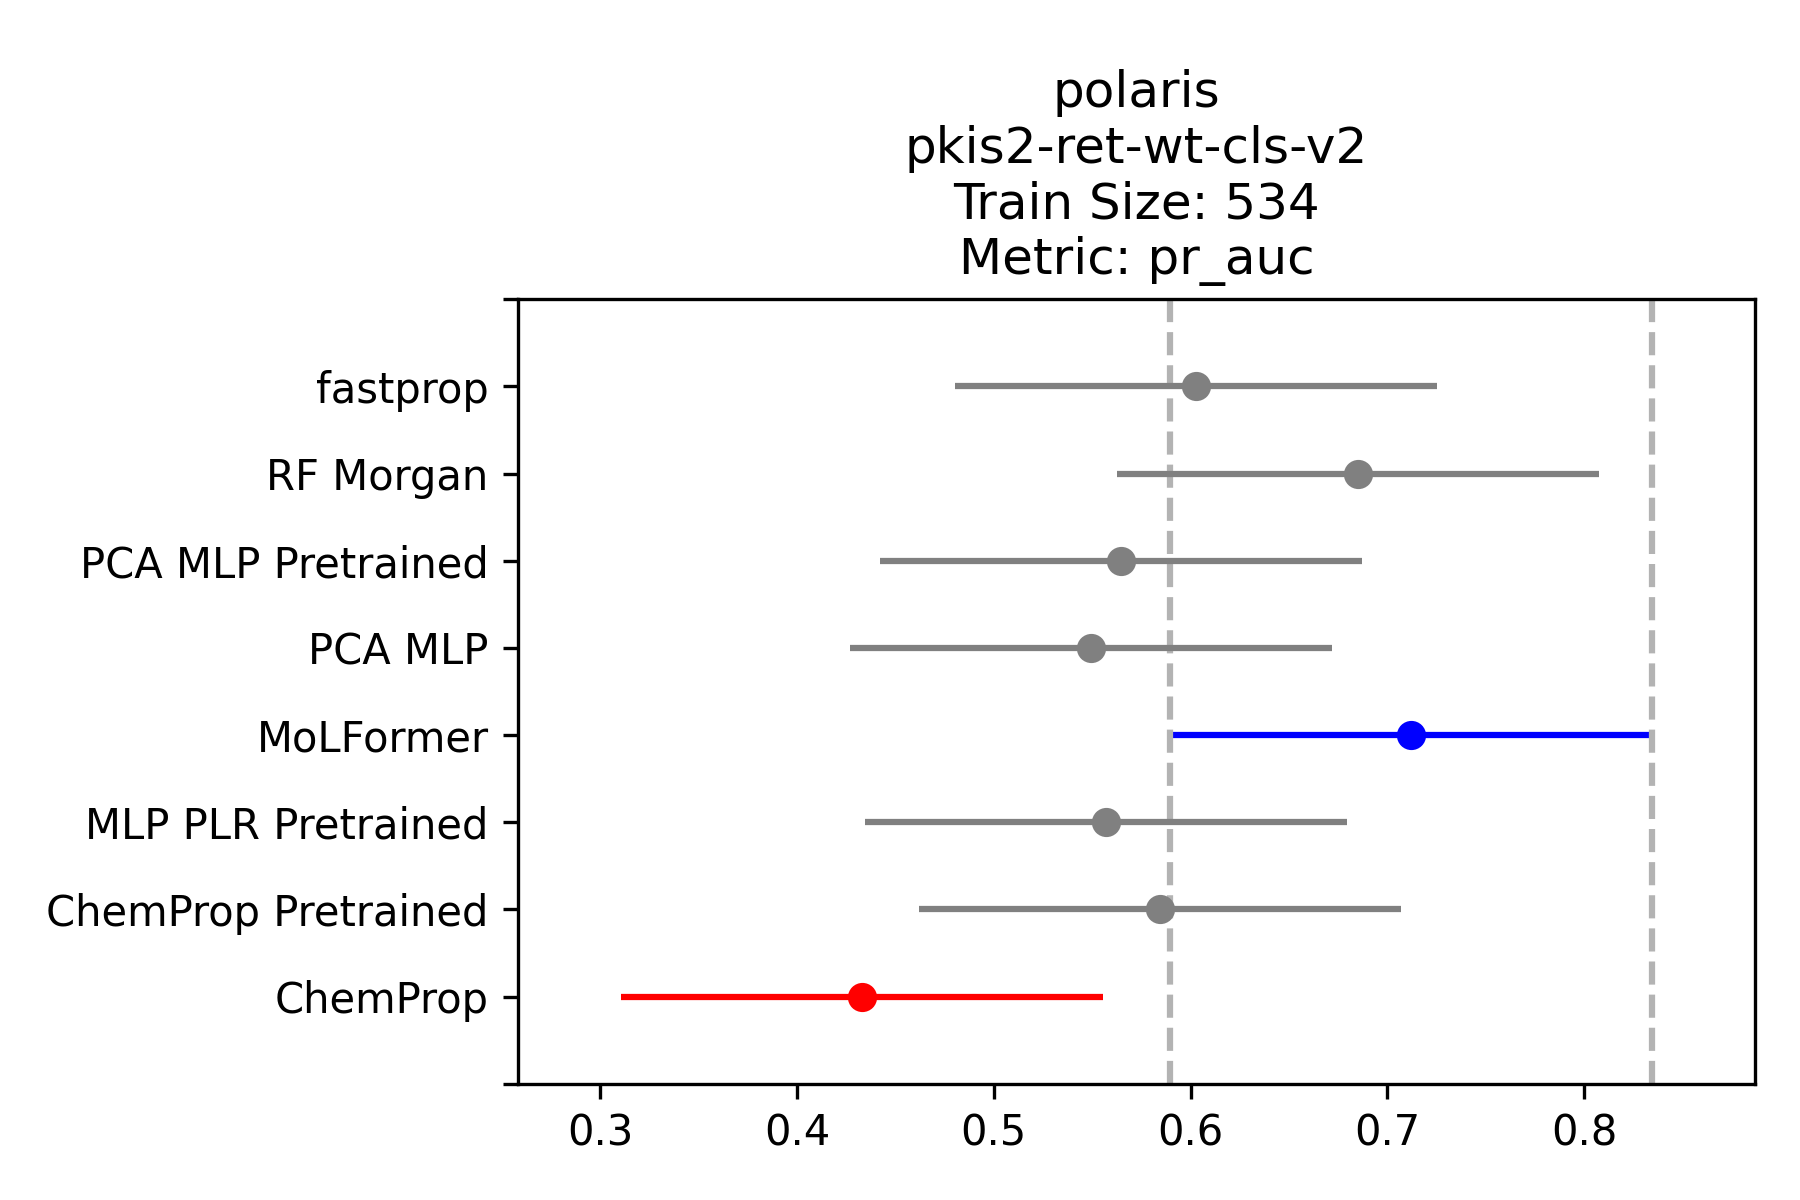 polaris
pkis2-ret-wt-cls-v2
Train Size: 534
Metric: pr_auc
fastprop
RF Morgan
PCA MLP Pretrained
PCA MLP
MoLFormer
MLP PLR Pretrained
ChemProp Pretrained
ChemProp
0.3 0.4 0.5 0.6 0.7 0.8